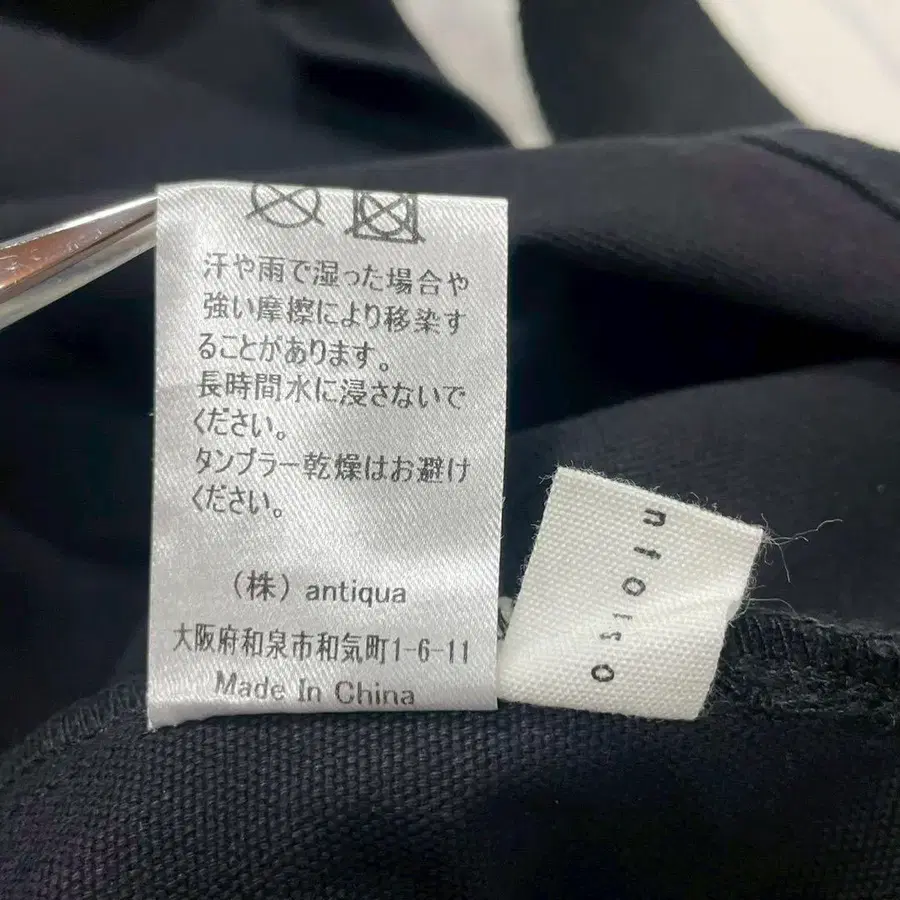 汗や雨で湿った場合や
強い摩擦により移染す
ることがあります。
長時間水に浸さないで
ください。
タンブラー乾燥はお避け
ください。
(株) antiqua
大阪府和泉市和気町1-6-11
Made In China